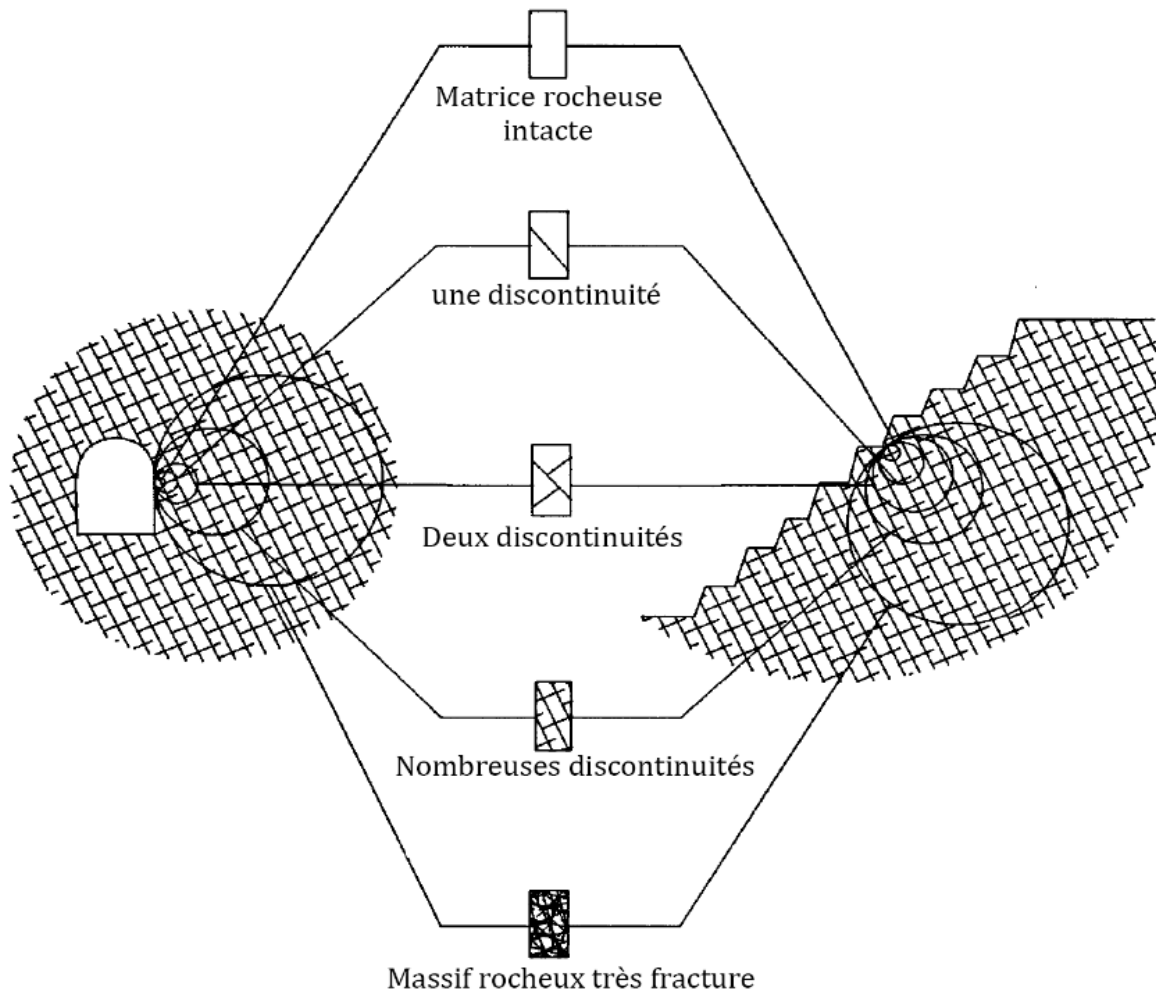 Matrice rocheuse
intacte
une discontinuité
Deux discontinuités
Nombreuses discontinuités
Massif rocheux très fracture